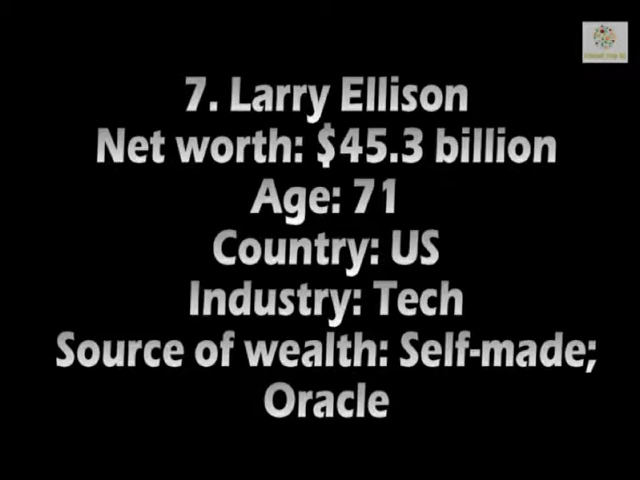 7. Larry Ellison
Net worth: $45.3 billion
Age: 71
Country: US
Industry: Tech
Source of wealth: Self-made;
Oracle